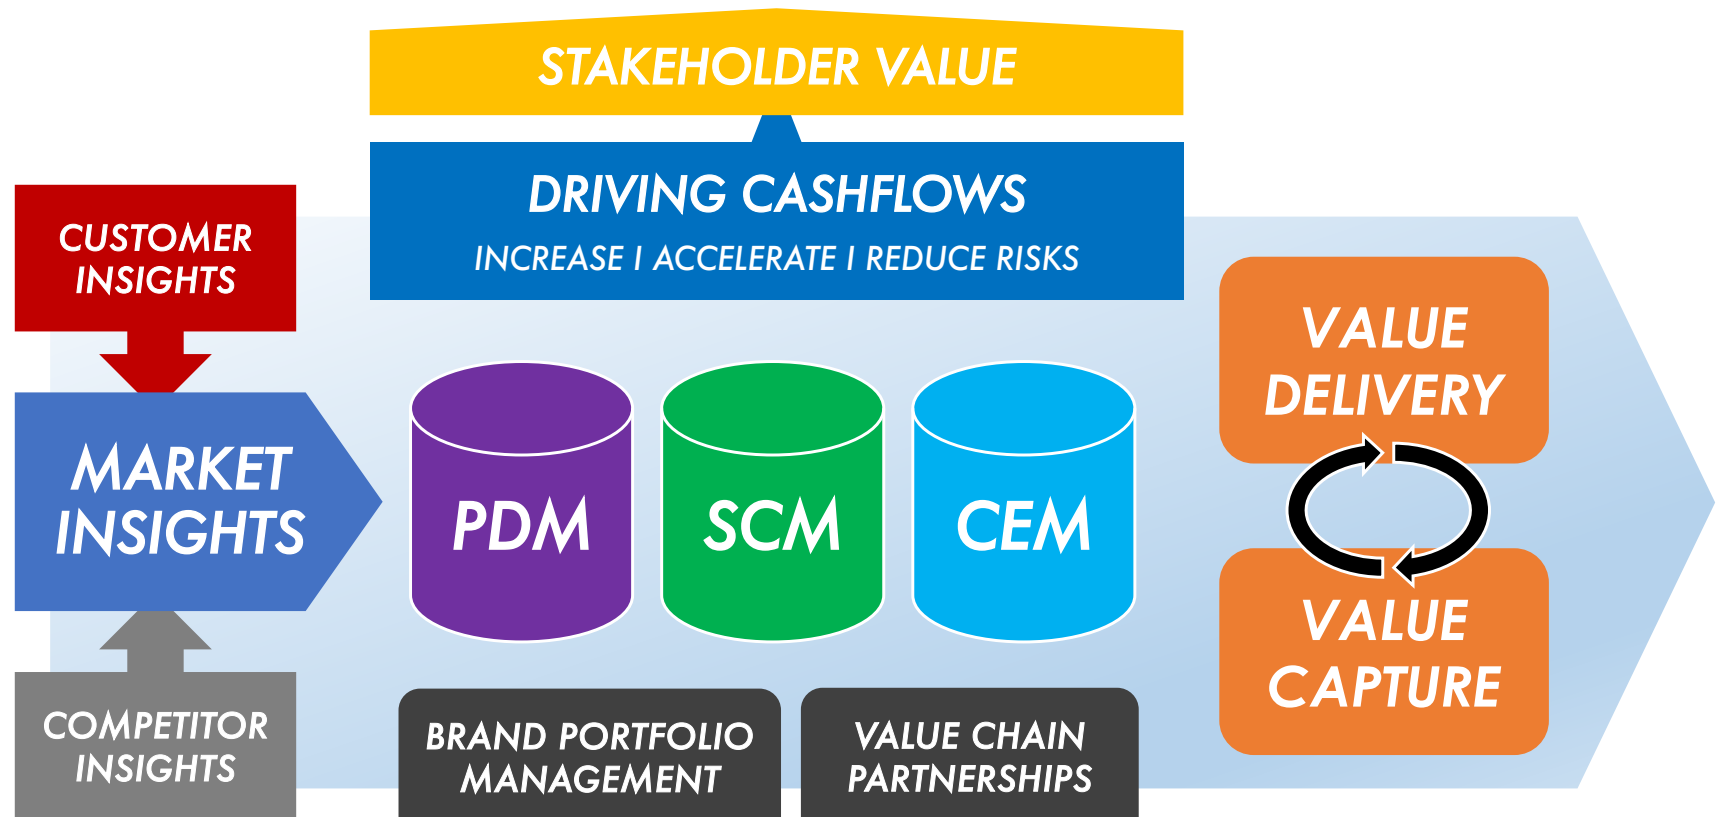 STAKEHOLDER VALUE
DRIVING CASHFLOWS
INCREASE I ACCELERATE I REDUCE RISKS
CUSTOMER
INSIGHTS
MARKET
INSIGHTS
COMPETITOR
INSIGHTS
PDM
SCM
CEM
BRAND PORTFOLIO
MANAGEMENT
VALUE CHAIN
PARTNERSHIPS
VALUE
DELIVERY
VALUE
CAPTURE